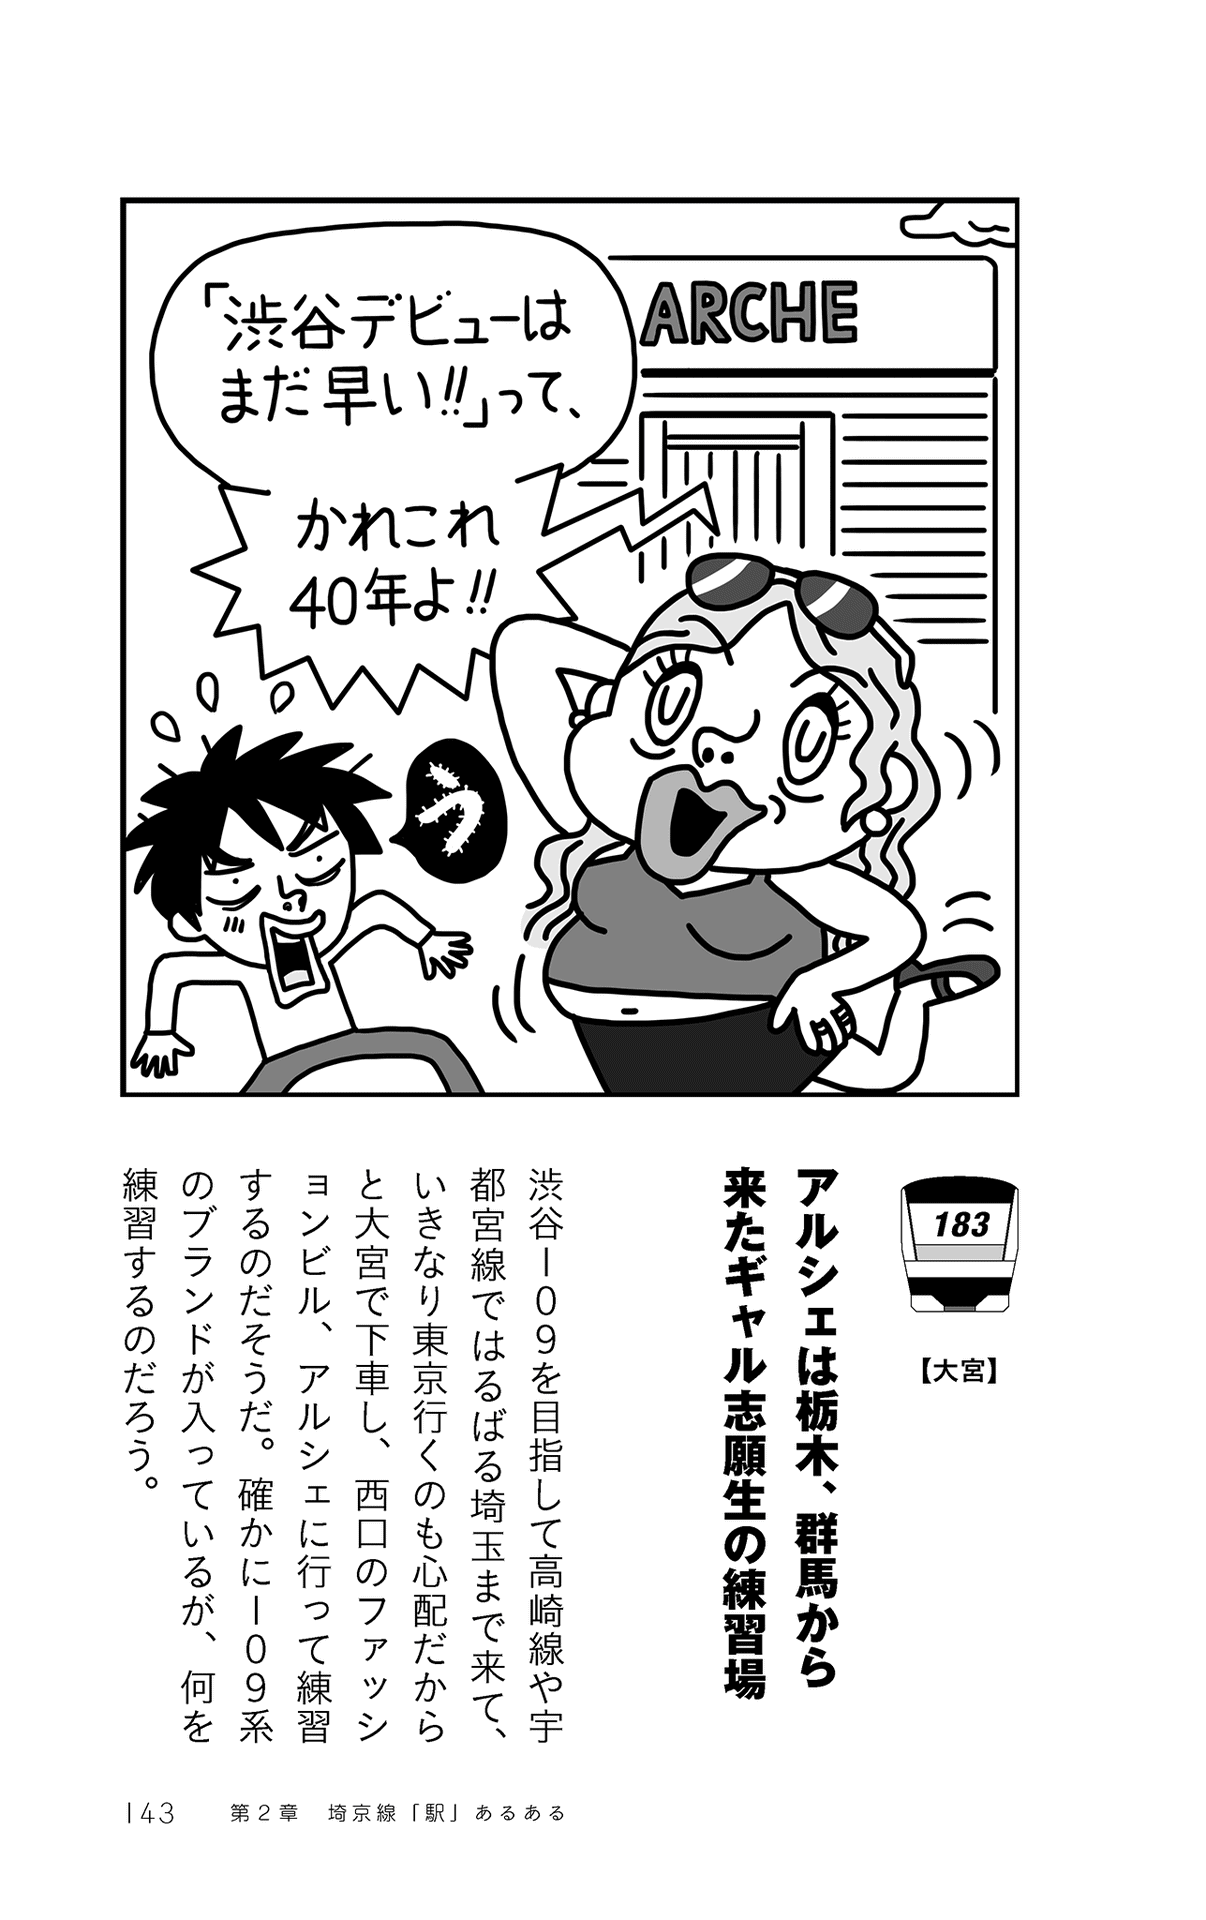 「渋谷デビューは
まだ早い!!」って、
かれこれ
40年よ!!
ARCHE
う
183
【大宮】
アルシェは栃木、群馬から
来たギャル志願生の練習場
渋谷109を目指して高崎線や宇
都宮線ではるばる埼玉まで来て、
いきなり東京行くのも心配だから
と大宮で下車し、西口のファッシ
ョンビル、アルシェに行って練習
するのだそうだ。確かに109系
のブランドが入っているが、何を
練習するのだろう。
143 第2章 埼京線「駅」あるある